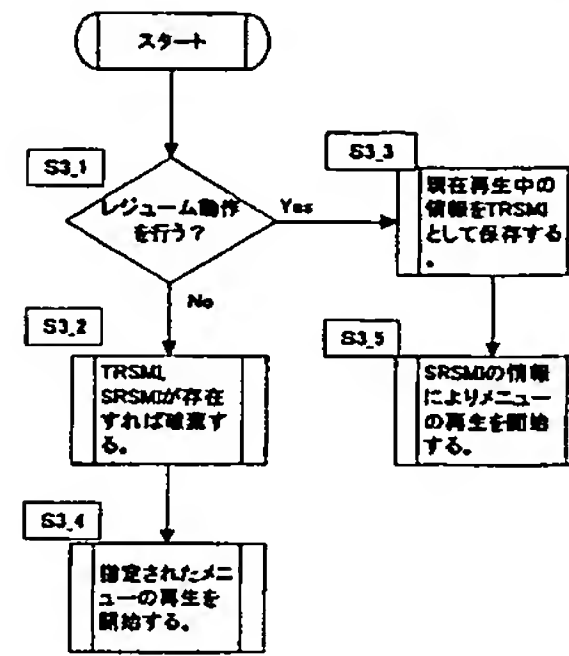 スタート
S3_1
レジューム動作
を行う?
Yes
No
S3_3
現在再生中の
情報をTRSMI
として保存する
。
S3_2
TRSMI,
SRSMIが存在
すれば破棄す
る。
S3_5
SRSMIの情報
によりメニュー
の再生を開始
する。
S3_4
指定されたメニ
ューの再生を
開始する。